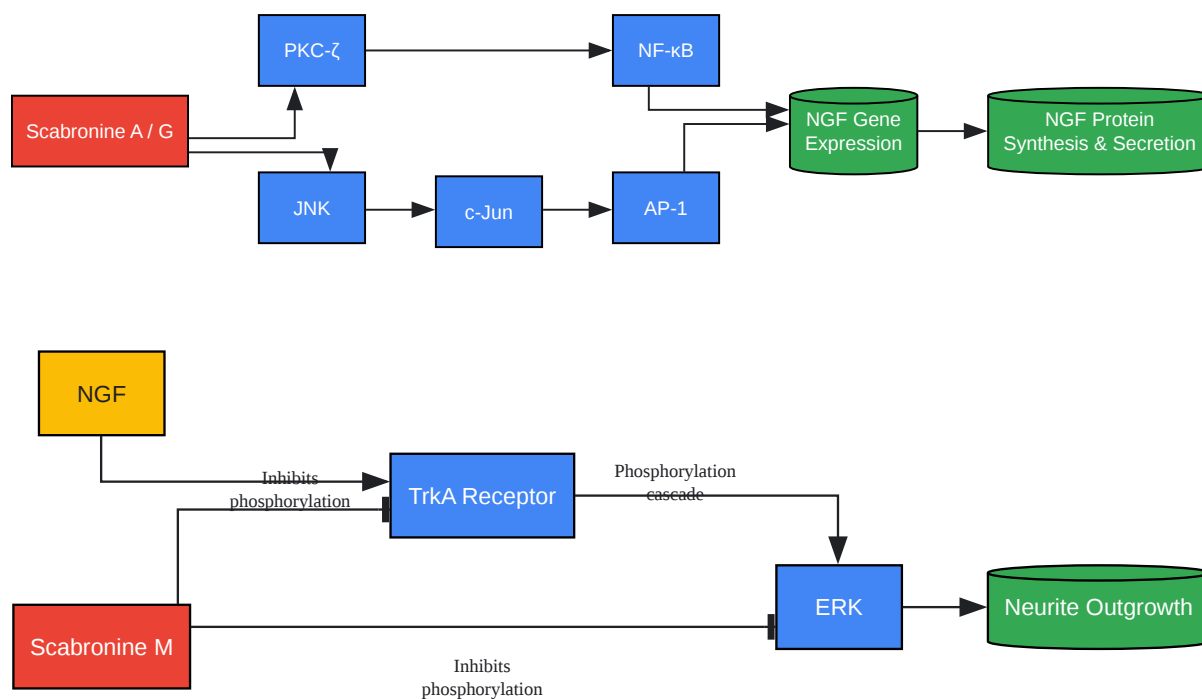 PKC-ζ
NF-κB
Scabronine A / G
NGF Gene
Expression
NGF Protein
Synthesis & Secretion
JNK
c-Jun
AP-1
NGF
Inhibits
phosphorylation
TrkA Receptor
Phosphorylation
cascade
ERK
Neurite Outgrowth
Scabronine M
Inhibits
phosphorylation